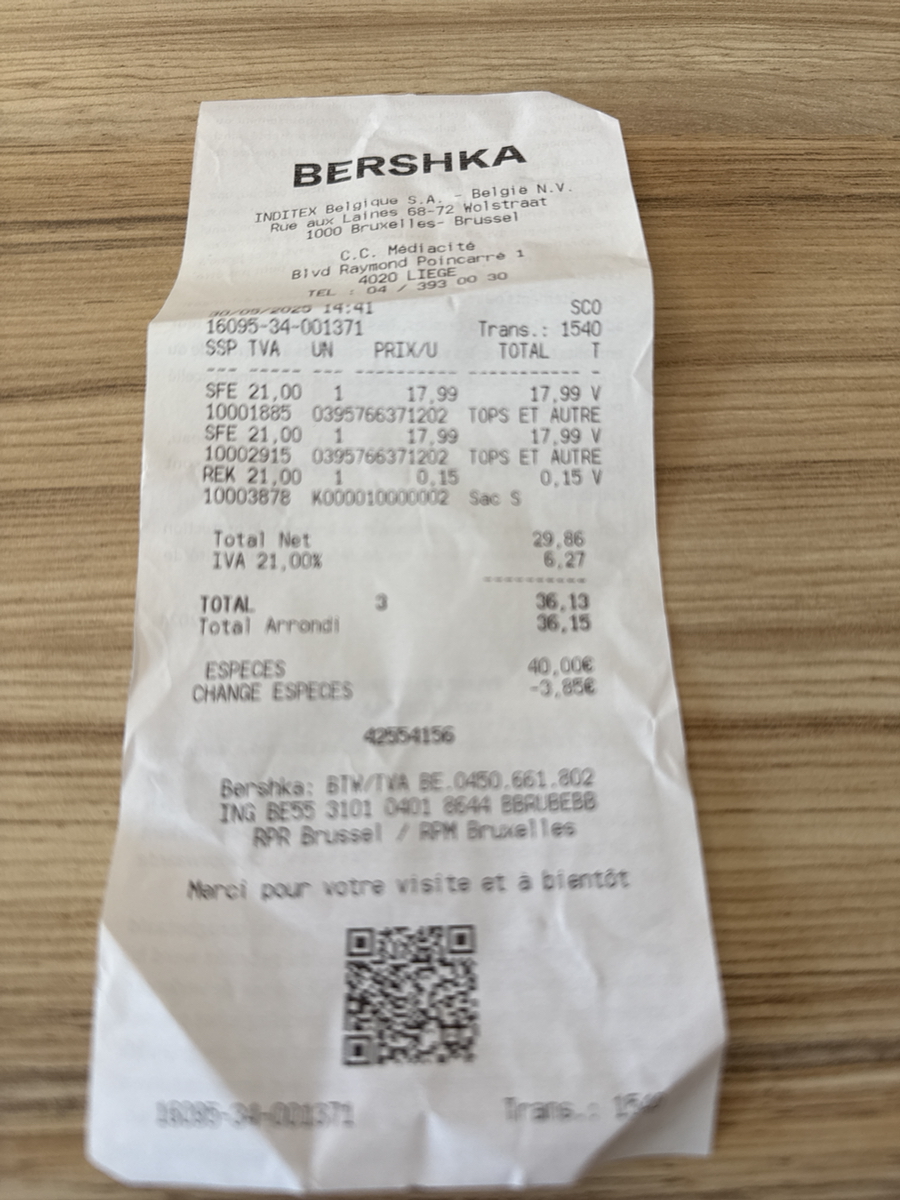 BERSHKA
INDITEX Belgique S.A. - Belgie N.V.
Rue aux Laines 68-72 Wolstraat
1000 Bruxelles- Brussel
C.C. Médiacité
Blvd Raymond Poincarré 1
4020 LIEGE
TEL : 04 / 393 00 30
30/05/2025 14:41 SCO
16095-34-001371 Trans.: 1540
SSP TVA UN PRIX/U TOTAL T
--- ----- --- ---------- ----------- -
SFE 21,00 1 17,99 17,99 V
10001885 0395766371202 TOPS ET AUTRE
SFE 21,00 1 17,99 17,99 V
10002915 0395766371202 TOPS ET AUTRE
REK 21,00 1 0,15 0,15 V
10003878 K000010000002 Sac S
Total Net 29,86
IVA 21,00% 6,27
----------
TOTAL 3 36,13
Total Arrondi 36,15
ESPECES 40,00€
CHANGE ESPECES -3,85€
42554156
Bershka: BTW/TVA BE.0450.661.802
ING BE55 3101 0401 8644 BBRUBEBB
RPR Brussel / RPM Bruxelles
Merci pour votre visite et à bientôt
16095-34-001371 Trans.: 1540